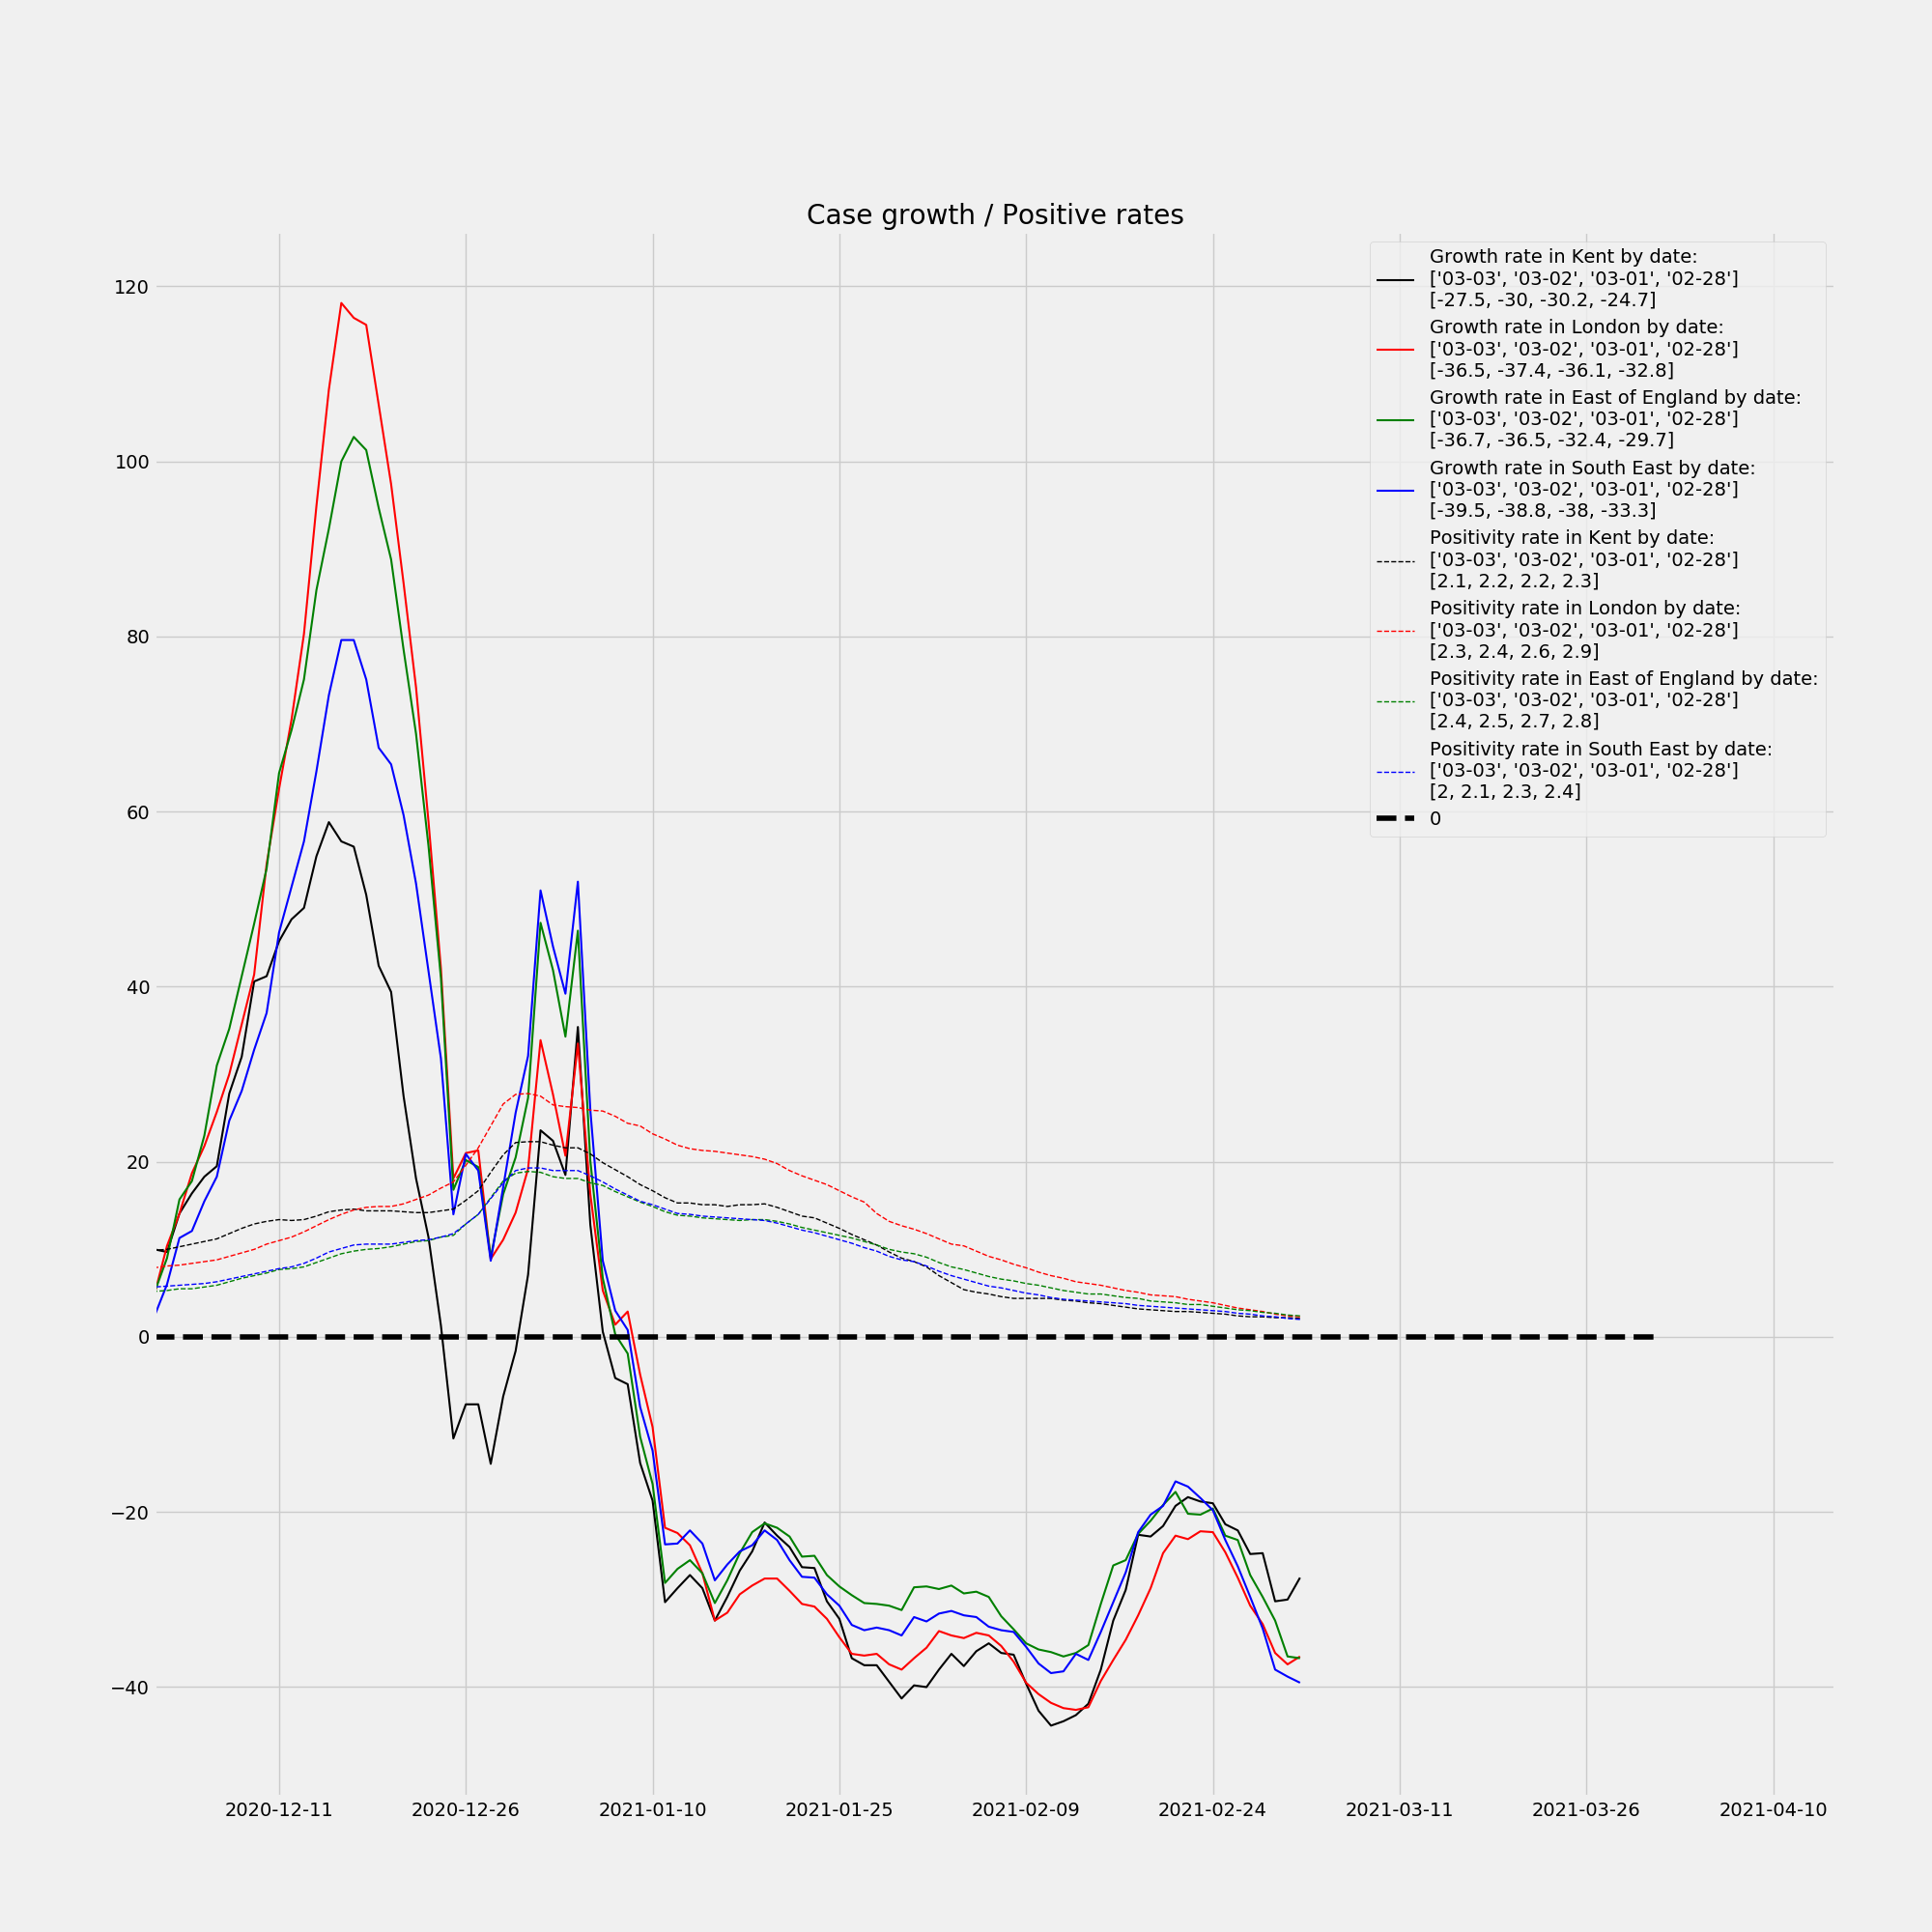 Case growth / Positive rates
Growth rate in Kent by date:
['03-03', '03-02', '03-01', '02-28']
[-27.5, -30, -30.2, -24.7]
Growth rate in London by date:
['03-03', '03-02', '03-01', '02-28']
[-36.5, -37.4, -36.1, -32.8]
Growth rate in East of England by date:
['03-03', '03-02', '03-01', '02-28']
[-36.7, -36.5, -32.4, -29.7]
Growth rate in South East by date:
['03-03', '03-02', '03-01', '02-28']
[-39.5, -38.8, -38, -33.3]
Positivity rate in Kent by date:
['03-03', '03-02', '03-01', '02-28']
[2.1, 2.2, 2.2, 2.3]
Positivity rate in London by date:
['03-03', '03-02', '03-01', '02-28']
[2.3, 2.4, 2.6, 2.9]
Positivity rate in East of England by date:
['03-03', '03-02', '03-01', '02-28']
[2.4, 2.5, 2.7, 2.8]
Positivity rate in South East by date:
['03-03', '03-02', '03-01', '02-28']
[2, 2.1, 2.3, 2.4]
0
120
100
80
60
40
20
0
−20
−40
2020-12-11 2020-12-26 2021-01-10 2021-01-25 2021-02-09 2021-02-24 2021-03-11 2021-03-26 2021-04-10